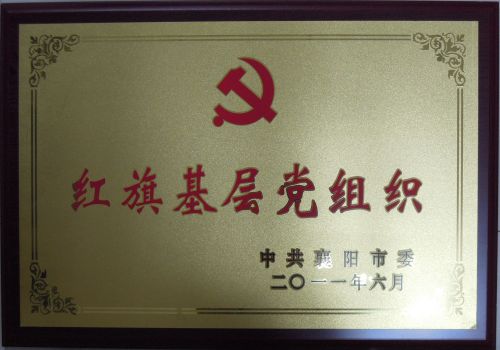 红旗基层党组织
中共襄阳市委
二〇一一年六月